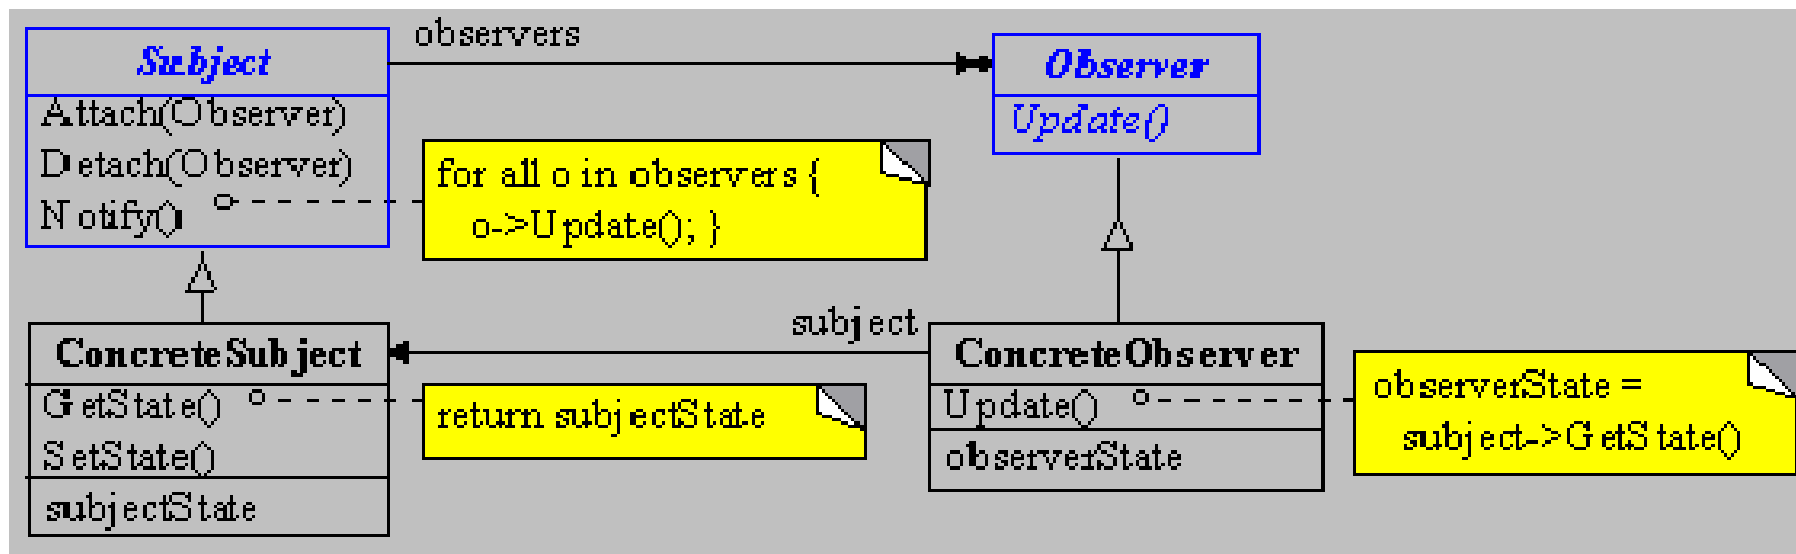 Subject
Attach(Observer)
Detach(Observer)
Notify()
observers
Observer
Update()
for all o in observers {
o->Update(); }
ConcreteSubject
GetState()
SetState()
subjectState
return subjectState
subject
ConcreteObserver
Update()
observerState
observerState =
subject->GetState()